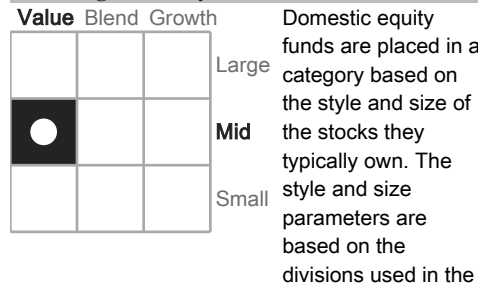 Value Blend Growth
Large
Mid
Small
Domestic equity
funds are placed in a
category based on
the style and size of
the stocks they
typically own. The
style and size
parameters are
based on the
divisions used in the